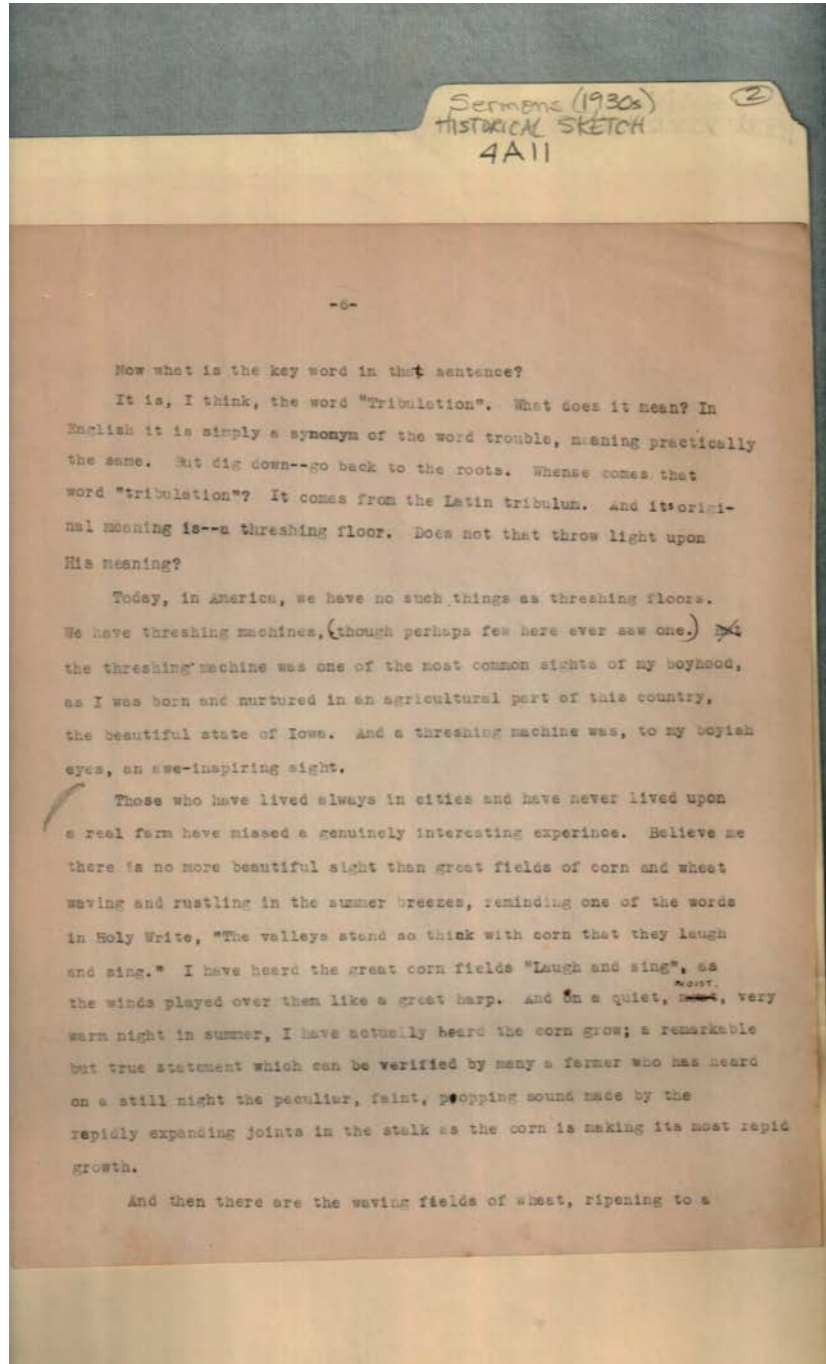 Sermons (1930s) 2
HISTORICAL SKETCH
4A11
-6-
Now what is the key word in that sentence?
It is, I think, the word "Tribulation". What does it mean? In
English it is simply a synonym of the word trouble, meaning practically
the same. But dig down--go back to the roots. Whense comes that
word "tribulation"? It comes from the Latin tribulum. And its origi-
nal meaning is--a threshing floor. Does not that throw light upon
His meaning?
Today, in America, we have no such things as threshing floors.
We have threshing machines, (though perhaps few here ever saw one.) But
the threshing machine was one of the most common sights of my boyhood,
as I was born and nurtured in an agricultural part of this country,
the beautiful state of Iowa. And a threshing machine was, to my boyish
eyes, an awe-inspiring sight.
Those who have lived always in cities and have never lived upon
a real farm have missed a genuinely interesting experince. Believe me
there is no more beautiful sight than great fields of corn and wheat
waving and rustling in the summer breezes, reminding one of the words
in Holy Write, "The valleys stand so think with corn that they laugh
and sing." I have heard the great corn fields "Laugh and sing", as
MOIST,
the winds played over them like a great harp. And on a quiet, very
warm night in summer, I have actually heard the corn grow; a remarkable
but true statement which can be verified by many a farmer who has heard
on a still night the peculiar, faint, popping sound made by the
rapidly expanding joints in the stalk as the corn is making its most rapid
growth.
And then there are the waving fields of wheat, ripening to a